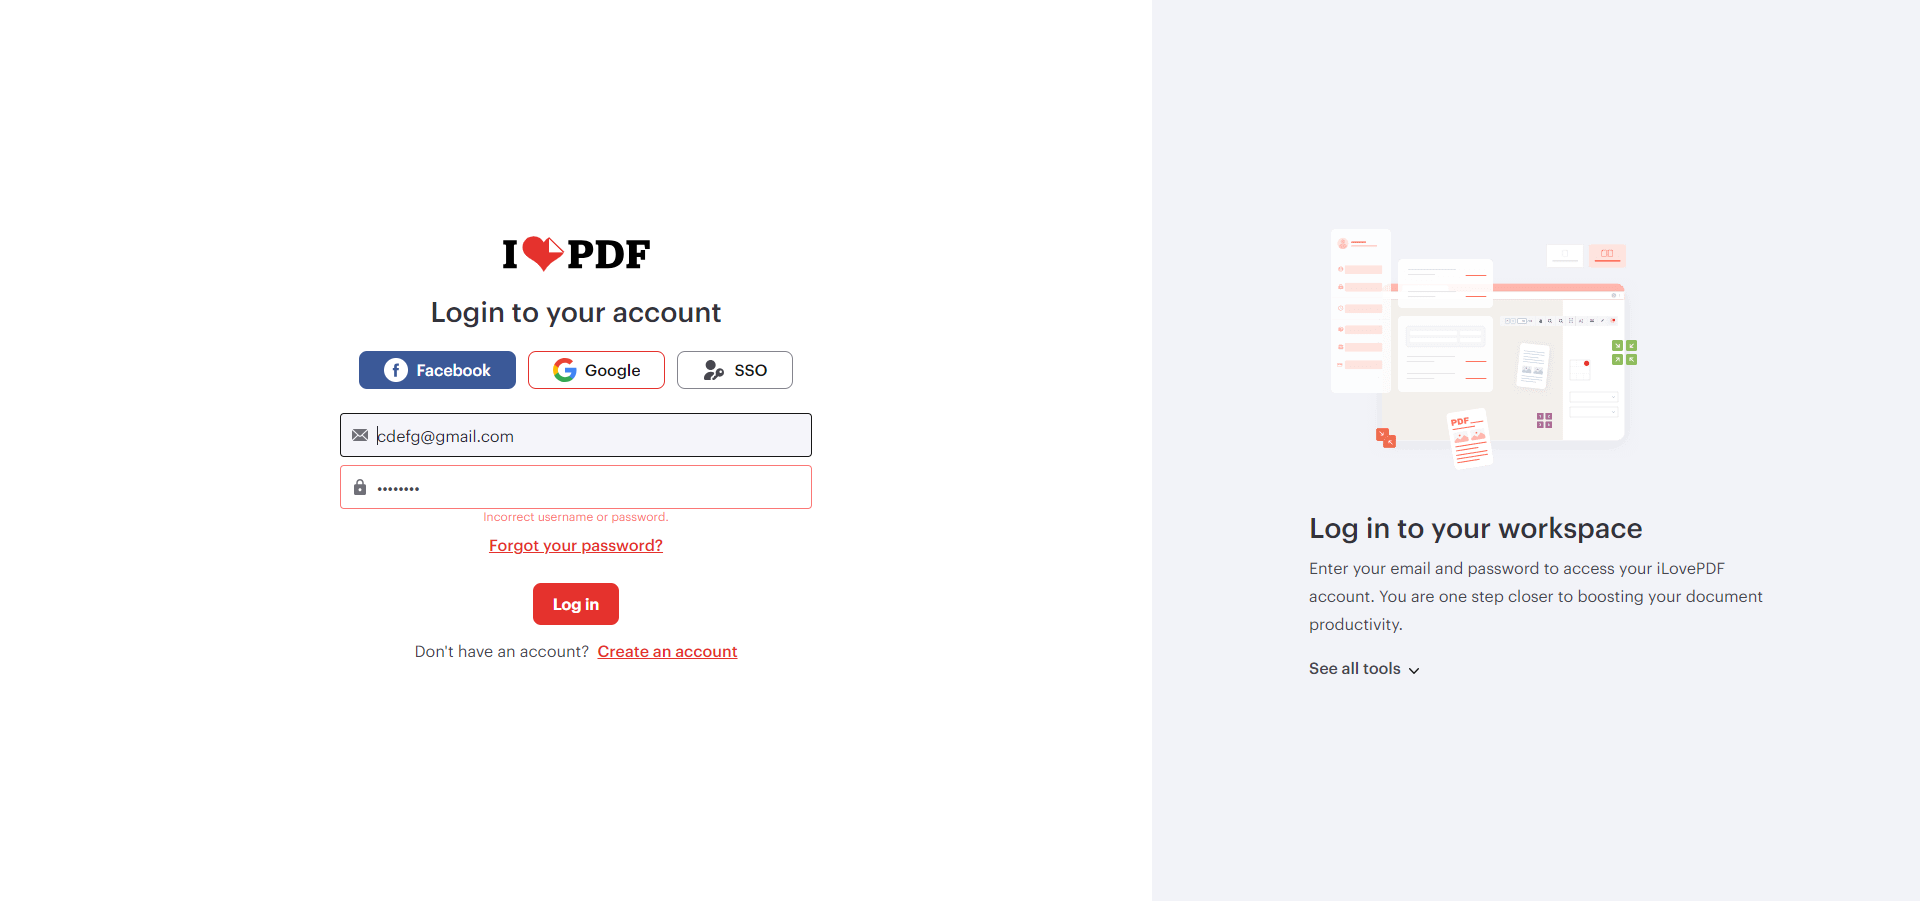 I PDF
Login to your account
Facebook
Google
SSO
cdefg@gmail.com
••••••••
Incorrect username or password.
Forgot your password?
Log in
Don't have an account? Create an account
PDF
Log in to your workspace
Enter your email and password to access your iLovePDF
account. You are one step closer to boosting your document
productivity.
See all tools